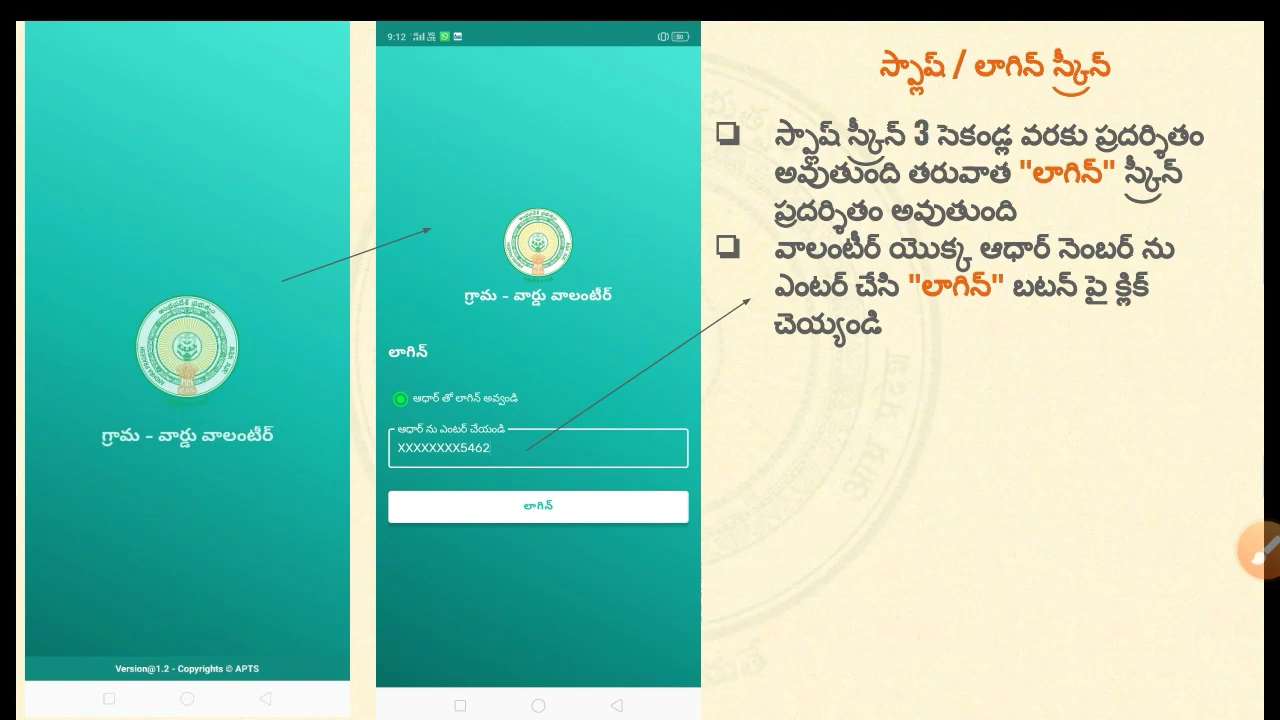 గ్రామ - వార్డు వాలంటీర్
Version@1.2 - Copyrights © APTS
9:12
50
గ్రామ - వార్డు వాలంటీర్
లాగిన్
ఆధార్ తో లాగిన్ అవ్వండి
ఆధార్ ను ఎంటర్ చేయండి
XXXXXXXX5462
లాగిన్
స్ప్లాష్ / లాగిన్ స్క్రీన్
స్ప్లాష్ స్క్రీన్ 3 సెకండ్ల వరకు ప్రదర్శితం
అవుతుంది తరువాత "లాగిన్" స్క్రీన్
ప్రదర్శితం అవుతుంది
వాలంటీర్ యొక్క ఆధార్ నెంబర్ ను
ఎంటర్ చేసి "లాగిన్" బటన్ పై క్లిక్
చెయ్యండి